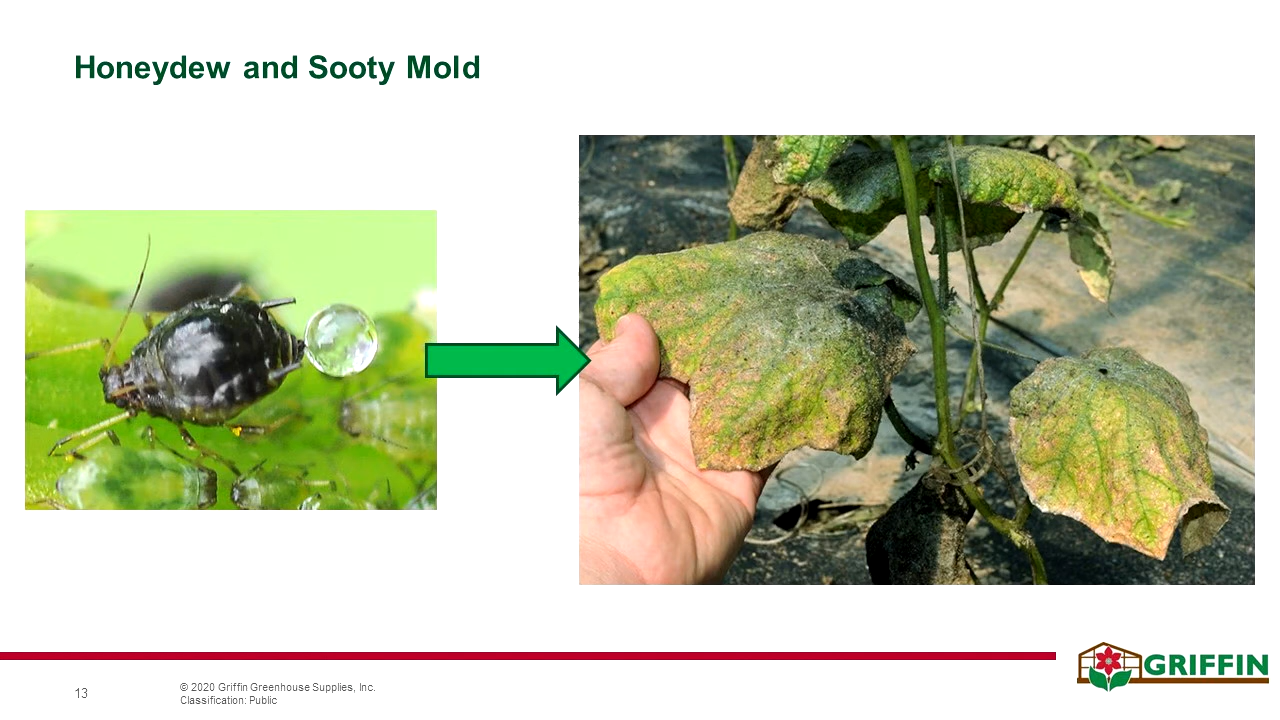 Honeydew and Sooty Mold
GRIFFIN
13
© 2020 Griffin Greenhouse Supplies, Inc.
Classification: Public